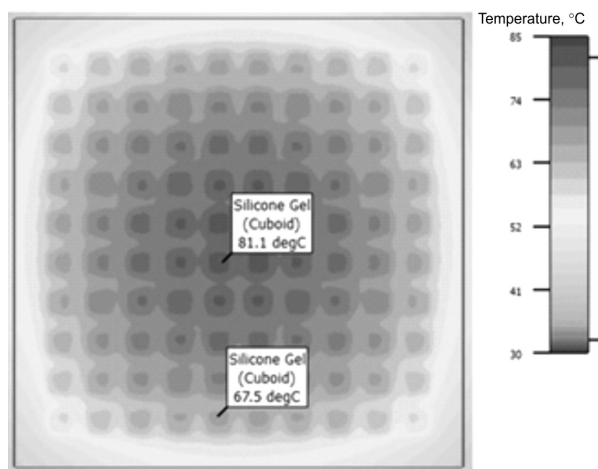 Temperature, °C
85
74
63
52
41
30
Silicone Gel
(Cuboid)
81.1 degC
Silicone Gel
(Cuboid)
67.5 degC